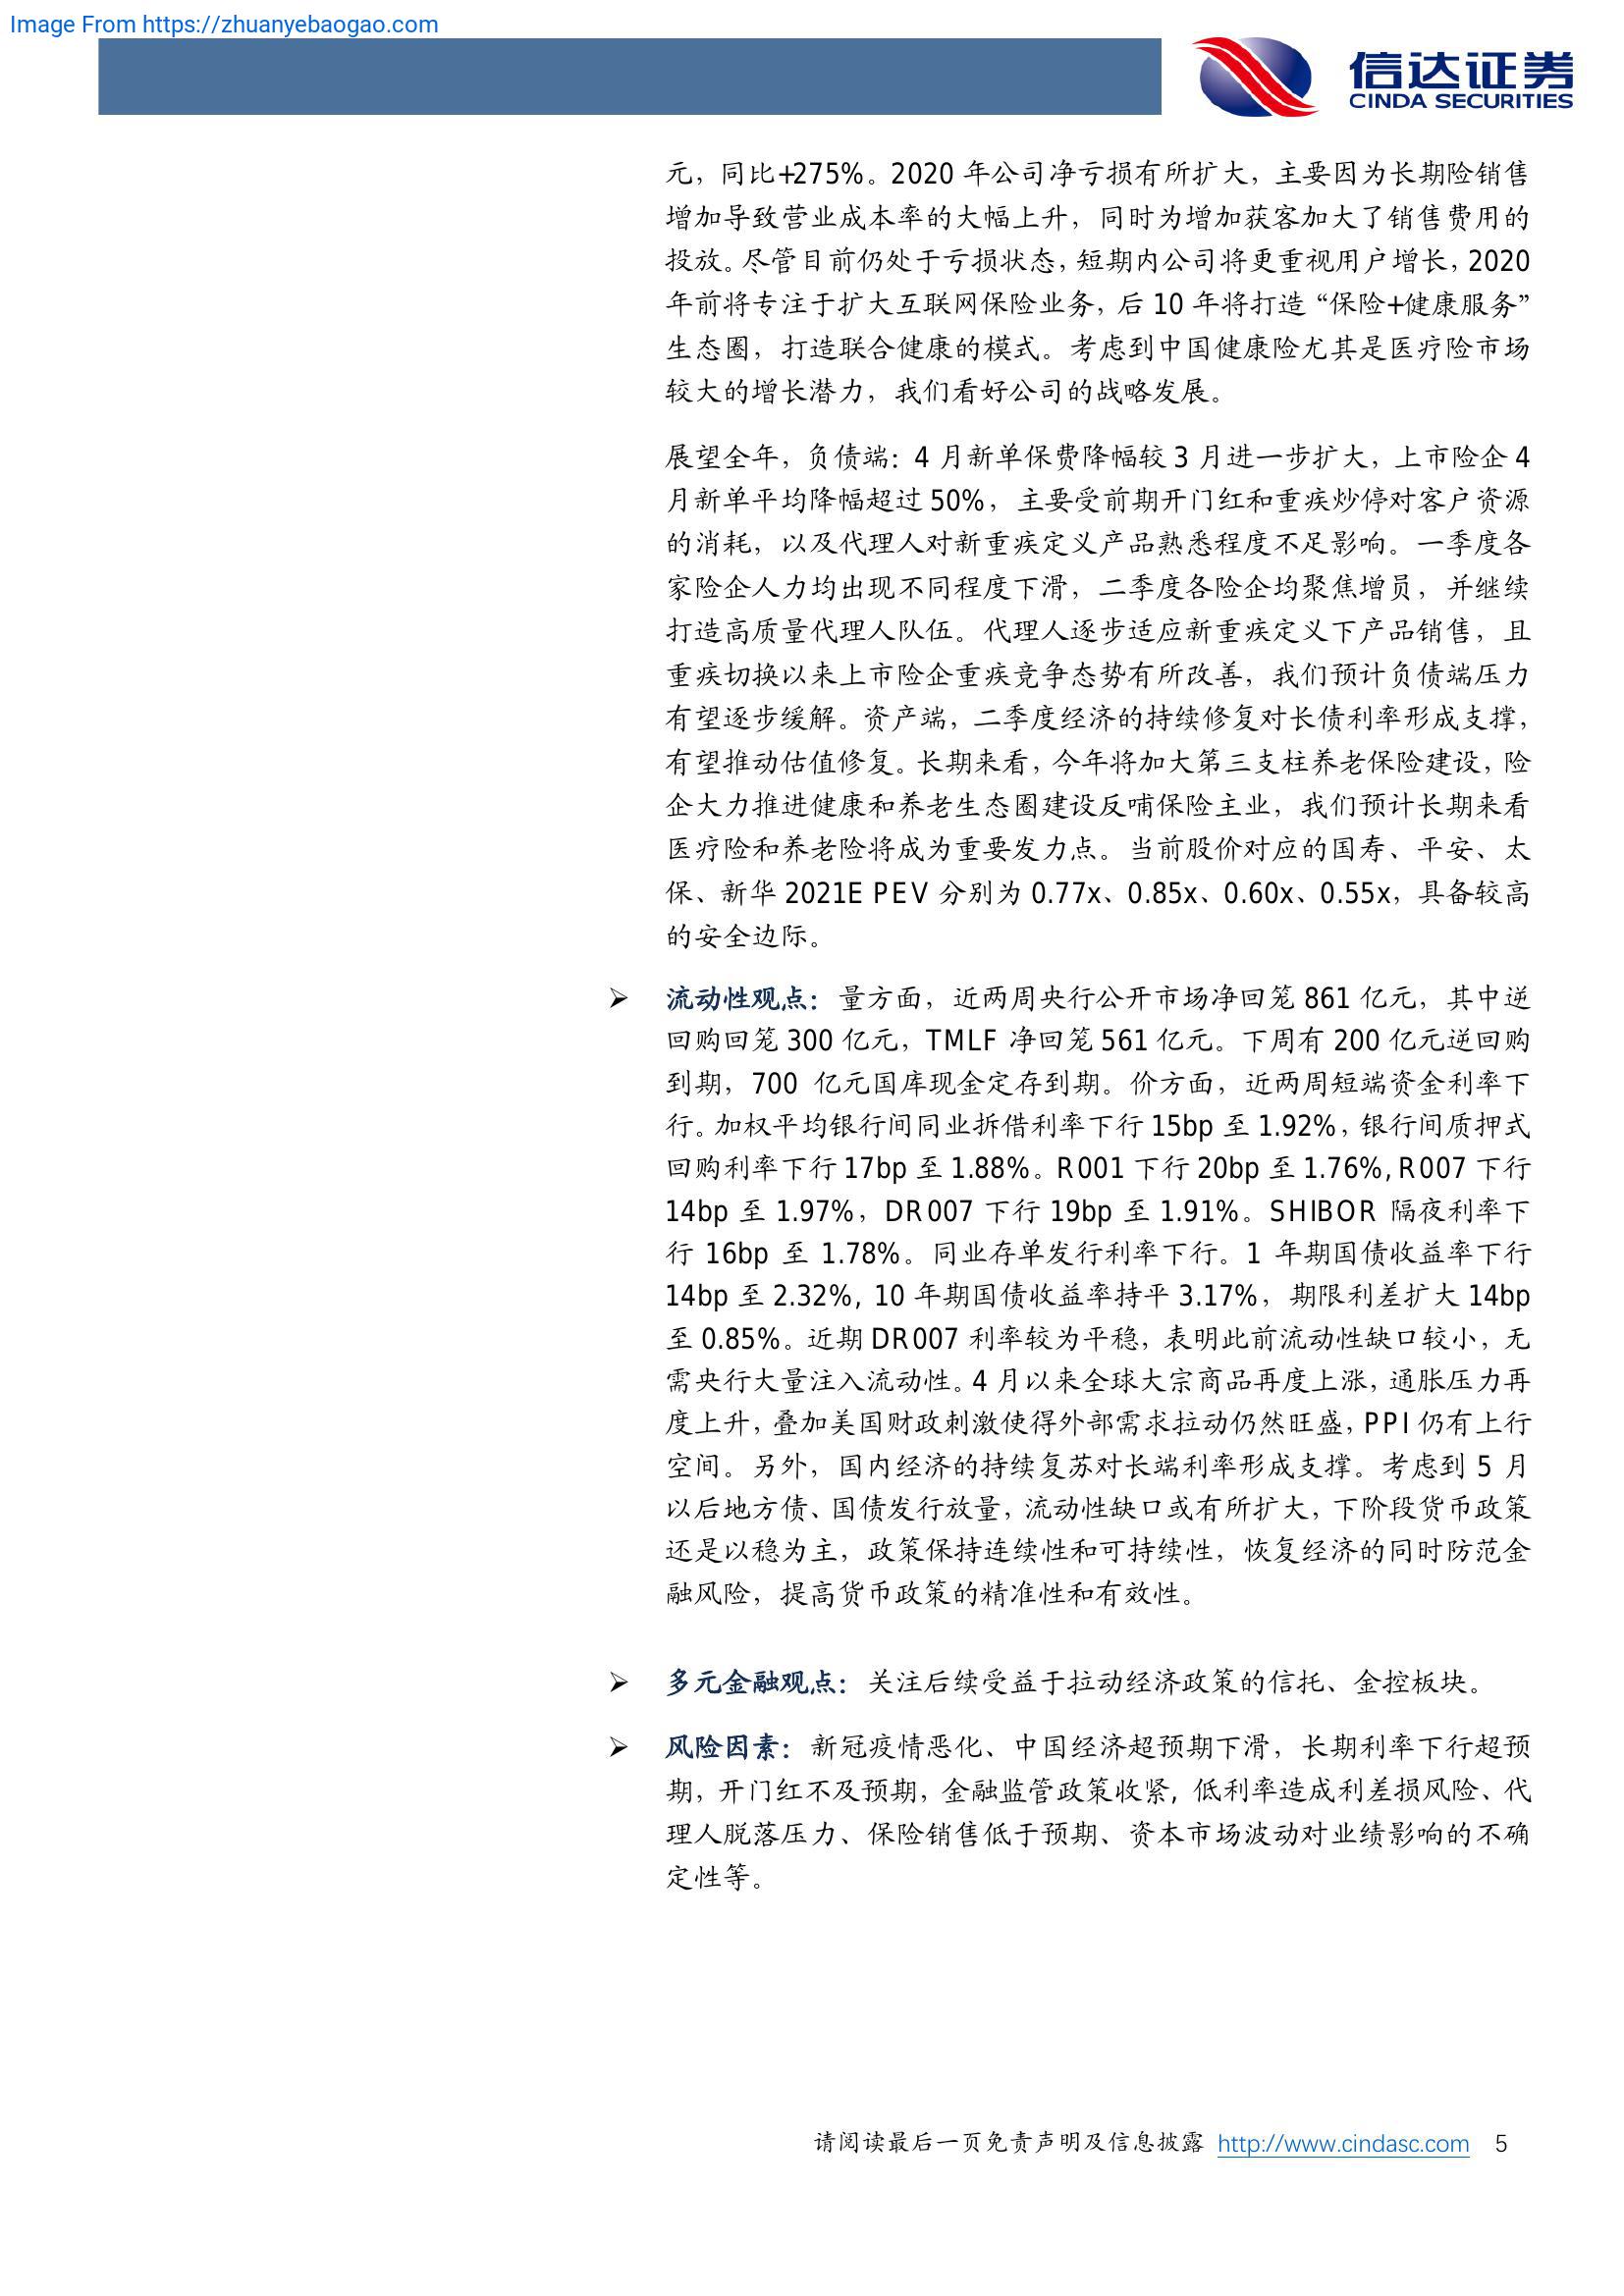 Image From https://zhuanyebaogao.com
信达证券
CINDA SECURITIES
元，同比+275%。2020 年公司净亏损有所扩大，主要因为长期险销售
增加导致营业成本率的大幅上升，同时为增加获客加大了销售费用的
投放。尽管目前仍处于亏损状态，短期内公司将更重视用户增长，2020
年前将专注于扩大互联网保险业务，后 10 年将打造“保险+健康服务”
生态圈，打造联合健康的模式。考虑到中国健康险尤其是医疗险市场
较大的增长潜力，我们看好公司的战略发展。
展望全年，负债端：4 月新单保费降幅较 3 月进一步扩大，上市险企 4
月新单平均降幅超过 50%，主要受前期开门红和重疾炒停对客户资源
的消耗，以及代理人对新重疾定义产品熟悉程度不足影响。一季度各
家险企人力均出现不同程度下滑，二季度各险企均聚焦增员，并继续
打造高质量代理人队伍。代理人逐步适应新重疾定义下产品销售，且
重疾切换以来上市险企重疾竞争态势有所改善，我们预计负债端压力
有望逐步缓解。资产端，二季度经济的持续修复对长债利率形成支撑，
有望推动估值修复。长期来看，今年将加大第三支柱养老保险建设，险
企大力推进健康和养老生态圈建设反哺保险主业，我们预计长期来看
医疗险和养老险将成为重要发力点。当前股价对应的国寿、平安、太
保、新华 2021E PEV 分别为 0.77x、0.85x、0.60x、0.55x，具备较高
的安全边际。
➢ 流动性观点：量方面，近两周央行公开市场净回笼 861 亿元，其中逆
回购回笼 300 亿元，TMLF 净回笼 561 亿元。下周有 200 亿元逆回购
到期，700 亿元国库现金定存到期。价方面，近两周短端资金利率下
行。加权平均银行间同业拆借利率下行 15bp 至 1.92%，银行间质押式
回购利率下行 17bp 至 1.88%。R001 下行 20bp 至 1.76%，R007 下行
14bp 至 1.97%，DR007 下行 19bp 至 1.91%。SHIBOR 隔夜利率下
行 16bp 至 1.78%。同业存单发行利率下行。1 年期国债收益率下行
14bp 至 2.32%，10 年期国债收益率持平 3.17%，期限利差扩大 14bp
至 0.85%。近期 DR007 利率较为平稳，表明此前流动性缺口较小，无
需央行大量注入流动性。4 月以来全球大宗商品再度上涨，通胀压力再
度上升，叠加美国财政刺激使得外部需求拉动仍然旺盛，PPI 仍有上行
空间。另外，国内经济的持续复苏对长端利率形成支撑。考虑到 5 月
以后地方债、国债发行放量，流动性缺口或有所扩大，下阶段货币政策
还是以稳为主，政策保持连续性和可持续性，恢复经济的同时防范金
融风险，提高货币政策的精准性和有效性。
➢ 多元金融观点：关注后续受益于拉动经济政策的信托、金控板块。
➢ 风险因素：新冠疫情恶化、中国经济超预期下滑，长期利率下行超预
期，开门红不及预期，金融监管政策收紧，低利率造成利差损风险、代
理人脱落压力、保险销售低于预期、资本市场波动对业绩影响的不确
定性等。
请阅读最后一页免责声明及信息披露 http://www.cindasc.com 5